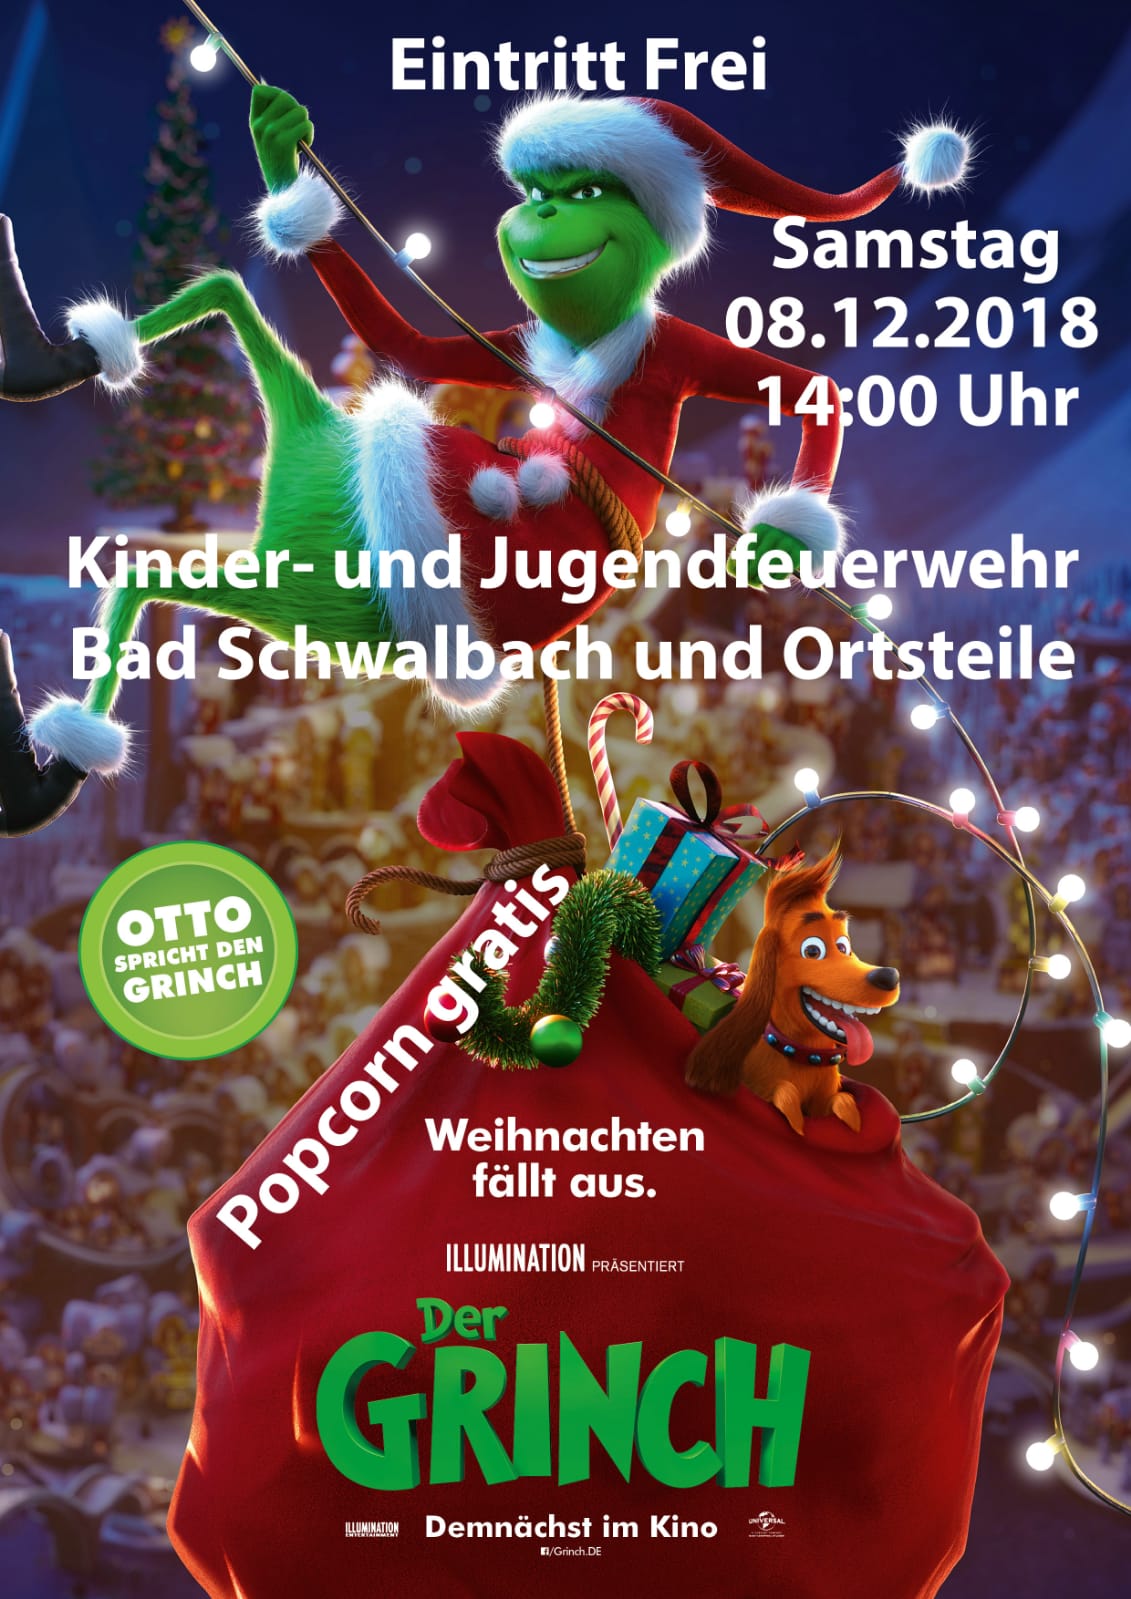 Eintritt Frei
Samstag
08.12.2018
14:00 Uhr
Kinder- und Jugendfeuerwehr
Bad Schwalbach und Ortsteile
OTTO
SPRICHT DEN
GRINCH
Popcorn gratis
Weihnachten
fällt aus.
ILLUMINATION PRÄSENTIERT
Der
GRINCH
ILLUMINATION
ENTERTAINMENT
Demnächst im Kino
UNIVERSAL
f/Grinch.DE